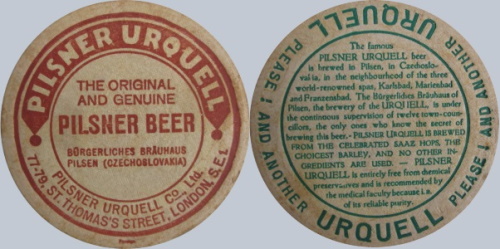 PILSNER URQUELL
THE ORIGINAL
AND GENUINE
PILSNER BEER
BÜRGERLICHES BRÄUHAUS
PILSEN (CZECHOSLOVAKIA)
PILSNER URQUELL Co. Ltd.
77-79, ST. THOMAS'S STREET, LONDON, S.E.1.
URQUELL
PLEASE ! AND ANOTHER
URQUELL
PLEASE ! AND ANOTHER
The famous
PILSNER URQUELL beer
is brewed in Pilsen, in Czechoslo-
vakia, in the neighbourhood of the three
world-renowned spas, Karlsbad, Marienbad
and Franzensbad. The Bürgerliches Bräuhaus of
Pilsen, the brewery of the URQUELL, is under
the continuous supervision of twelve town-coun-
cillors, the only ones who know the secret of
brewing this beer. - PILSNER URQUELL IS BREWED
FROM THE CELEBRATED SAAZ HOPS, THE
CHOICEST BARLEY, AND NO OTHER IN-
GREDIENTS ARE USED. — PILSNER
URQUELL is entirely free from chemical
preservatives and is recommended by
the medical faculty because i. a.
of its reliable purity.